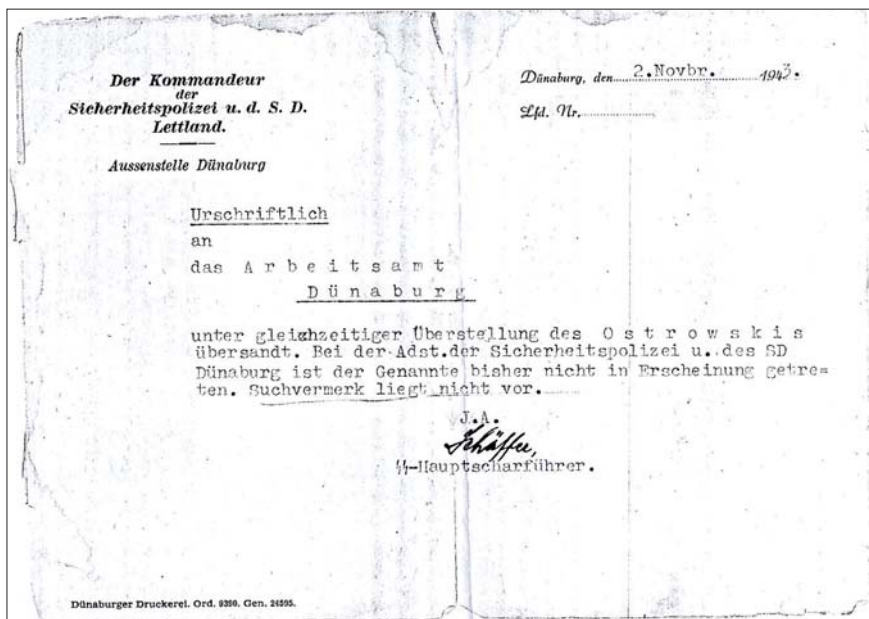 Der Kommandeur
der
Sicherheitspolizei u. d. S. D.
Lettland.
Aussenstelle Dünaburg
Dünaburg, den 2.Novbr. 1943.
Lfd. Nr.
Urschriftlich
an
das A r b e i t s a m t
D ü n a b u r g
unter gleichzeitiger Überstellung des O s t r o w s k i s
übersandt. Bei der Adst.der Sicherheitspolizei u. des SD
Dünaburg ist der Genannte bisher nicht in Erscheinung getre=
ten. Suchvermerk liegt nicht vor.
J.A.
Schäffer,
SS-Hauptscharführer.
Dünaburger Druckerei. Ord. 9390. Gen. 24595.